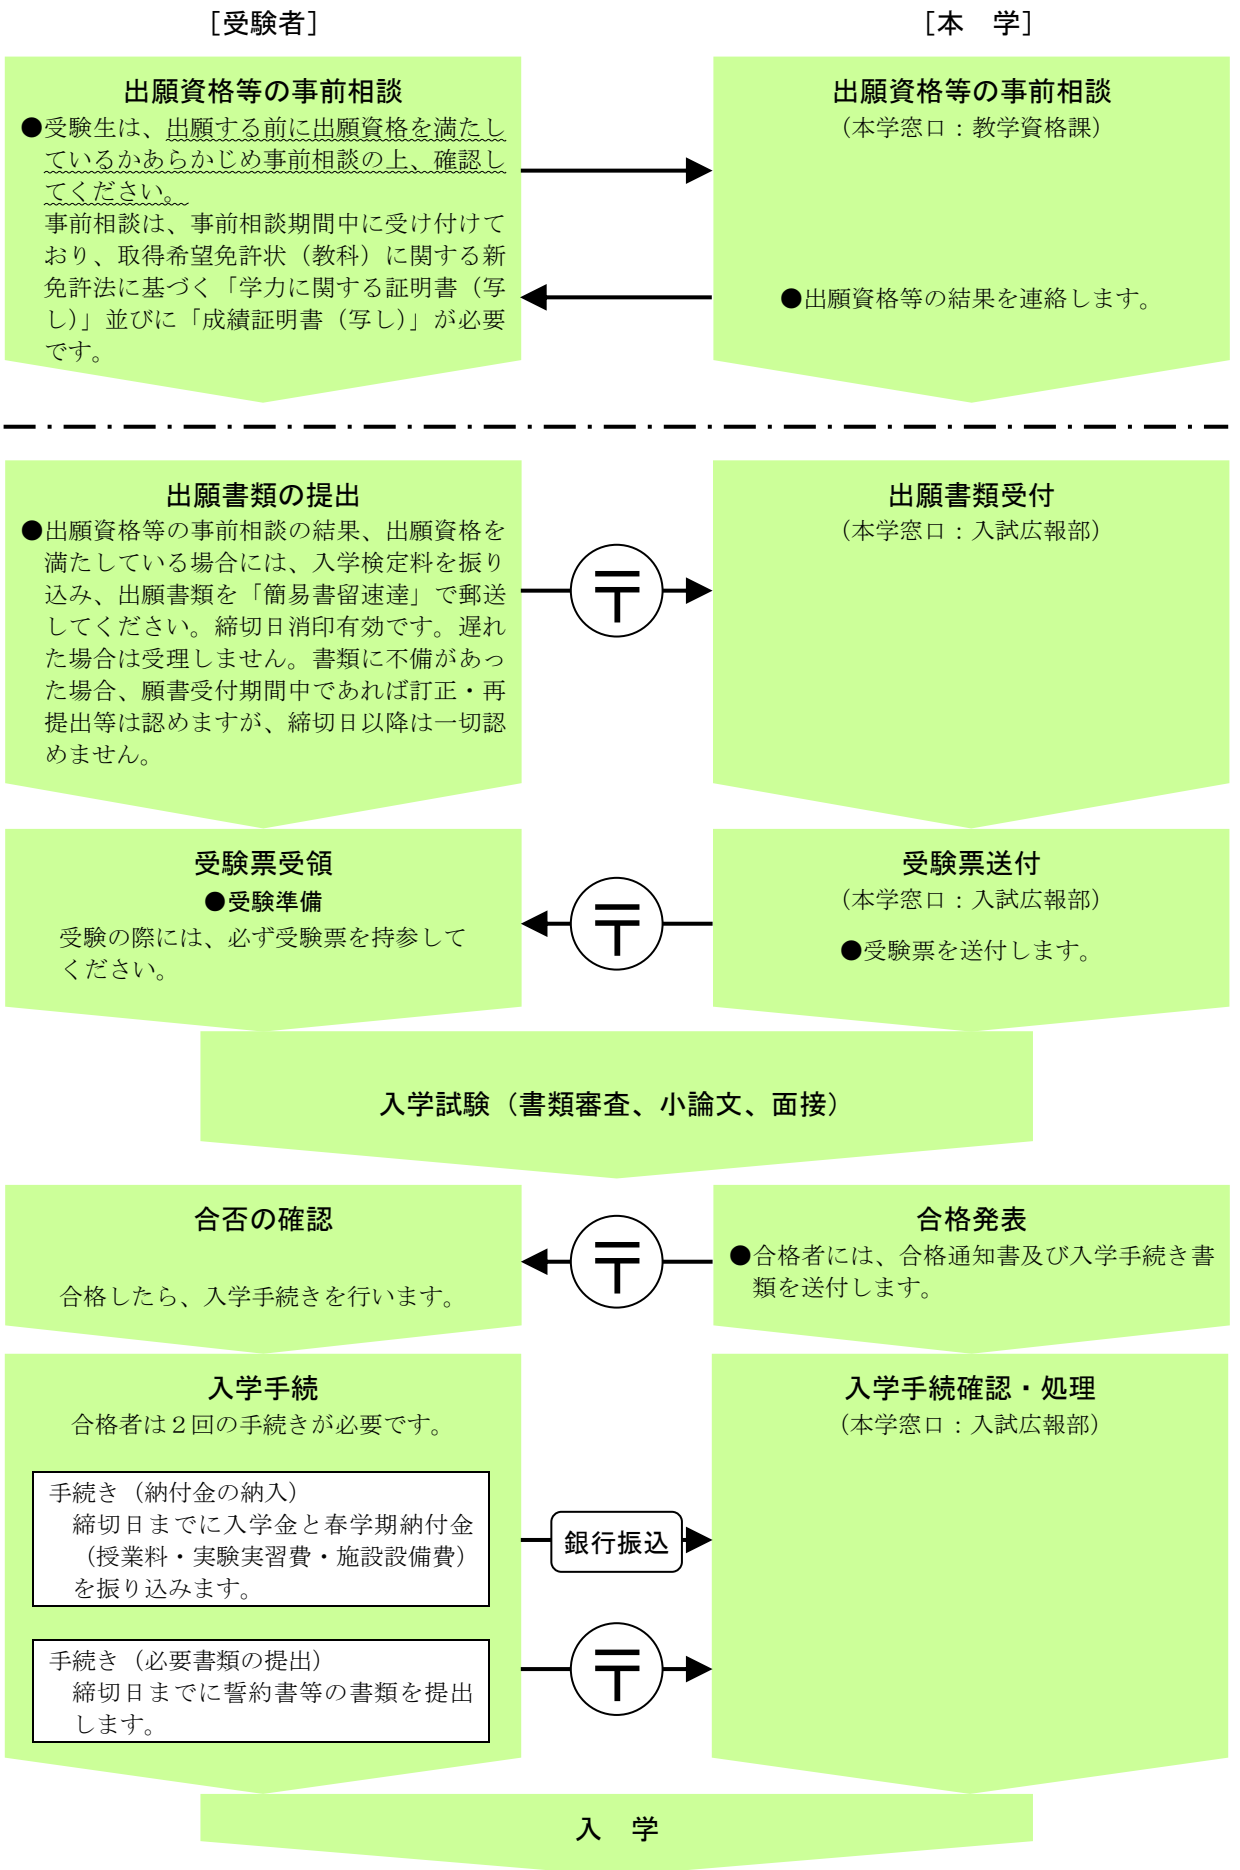 ［受験者］
［本　学］
出願資格等の事前相談
●受験生は、出願する前に出願資格を満たし
ているかあらかじめ事前相談の上、確認し
てください。
事前相談は、事前相談期間中に受け付けて
おり、取得希望免許状（教科）に関する新
免許法に基づく「学力に関する証明書（写
し）」並びに「成績証明書（写し）」が必要
です。
出願資格等の事前相談
（本学窓口：教学資格課）
●出願資格等の結果を連絡します。
出願書類の提出
●出願資格等の事前相談の結果、出願資格を
満たしている場合には、入学検定料を振り
込み、出願書類を「簡易書留速達」で郵送
してください。締切日消印有効です。遅れ
た場合は受理しません。書類に不備があっ
た場合、願書受付期間中であれば訂正・再
提出等は認めますが、締切日以降は一切認
めません。
〒
出願書類受付
（本学窓口：入試広報部）
受験票受領
●受験準備
受験の際には、必ず受験票を持参して
ください。
〒
受験票送付
（本学窓口：入試広報部）
●受験票を送付します。
入学試験（書類審査、小論文、面接）
合否の確認
合格したら、入学手続きを行います。
〒
合格発表
●合格者には、合格通知書及び入学手続き書
類を送付します。
入学手続
合格者は２回の手続きが必要です。
手続き（納付金の納入）
締切日までに入学金と春学期納付金
（授業料・実験実習費・施設設備費）
を振り込みます。
銀行振込
手続き（必要書類の提出）
締切日までに誓約書等の書類を提出
します。
〒
入学手続確認・処理
（本学窓口：入試広報部）
入　学